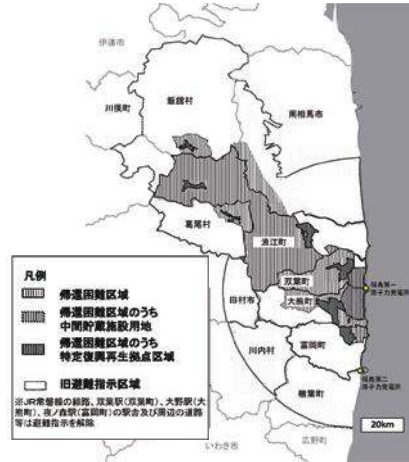 伊達市
飯舘村
川俣町
南相馬市
葛尾村
浪江町
双葉町
大熊町
田村市
富岡町
川内村
楢葉町
いわき市
広野町
福島第一
原子力発電所
福島第二
原子力発電所
凡例
帰還困難区域
帰還困難区域のうち
中間貯蔵施設用地
帰還困難区域のうち
特定復興再生拠点区域
旧避難指示区域
※JR常磐線の線路、双葉駅(双葉町)、大野駅(大
熊町)、夜ノ森駅(富岡町)の駅舎及び周辺の道路
等は避難指示を解除
20km